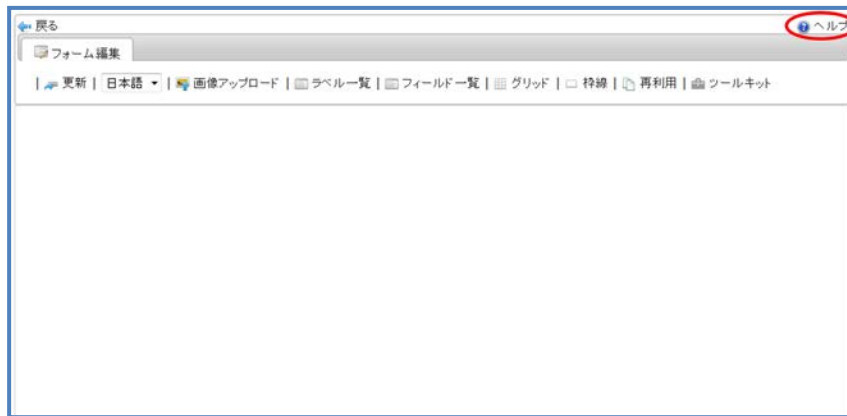 戻る ヘルプ
フォーム編集
| 更新 | 日本語 | 画像アップロード | ラベル一覧 | フィールド一覧 | グリッド | 枠線 | 再利用 | ツールキット